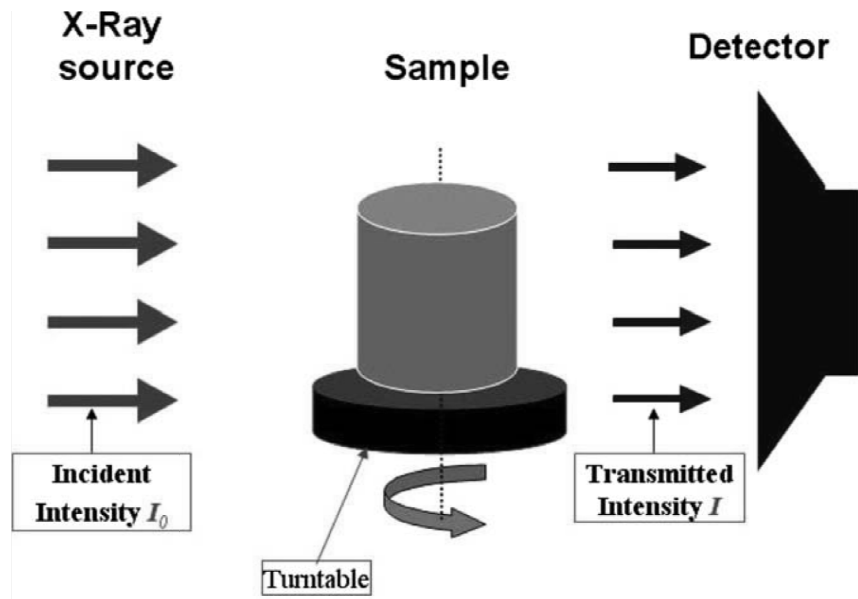 X-Ray
source
Sample
Detector
Incident
Intensity I₀
Transmitted
Intensity I
Turntable